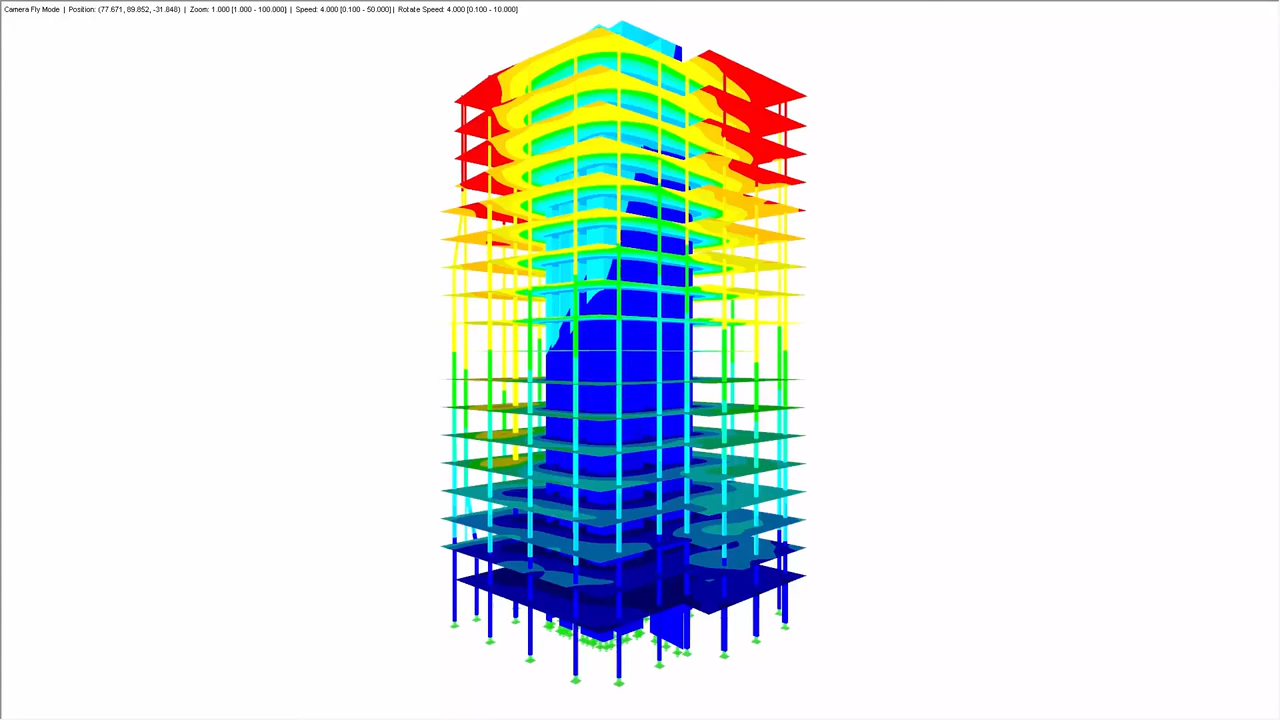 Camera Fly Mode | Position: (77.671, 89.852, -31.848) | Zoom: 1.000 [1.000 - 100.000] | Speed: 4.000 [0.100 - 50.000] | Rotate Speed: 4.000 [0.100 - 10.000]